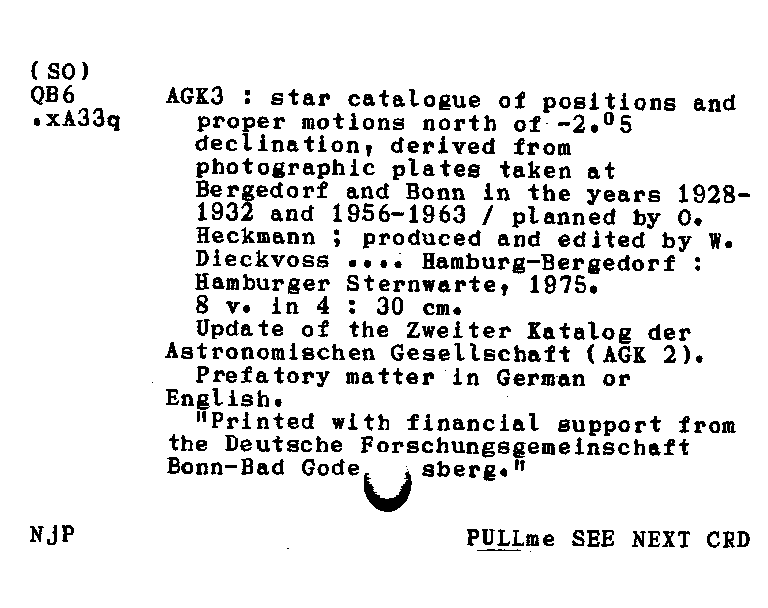 (SO)
QB6
.xA33q
AGK3 : star catalogue of positions and
proper motions north of -2.º5
declination, derived from
photographic plates taken at
Bergedorf and Bonn in the years 1928-
1932 and 1956-1963 / planned by O.
Heckmann ; produced and edited by W.
Dieckvoss .... Hamburg-Bergedorf :
Hamburger Sternwarte, 1975.
8 v. in 4 : 30 cm.
Update of the Zweiter Katalog der
Astronomischen Gesellschaft (AGK 2).
Prefatory matter in German or
English.
"Printed with financial support from
the Deutsche Forschungsgemeinschaft
Bonn-Bad Gode sberg."
NjP
PULLme SEE NEXT CRD